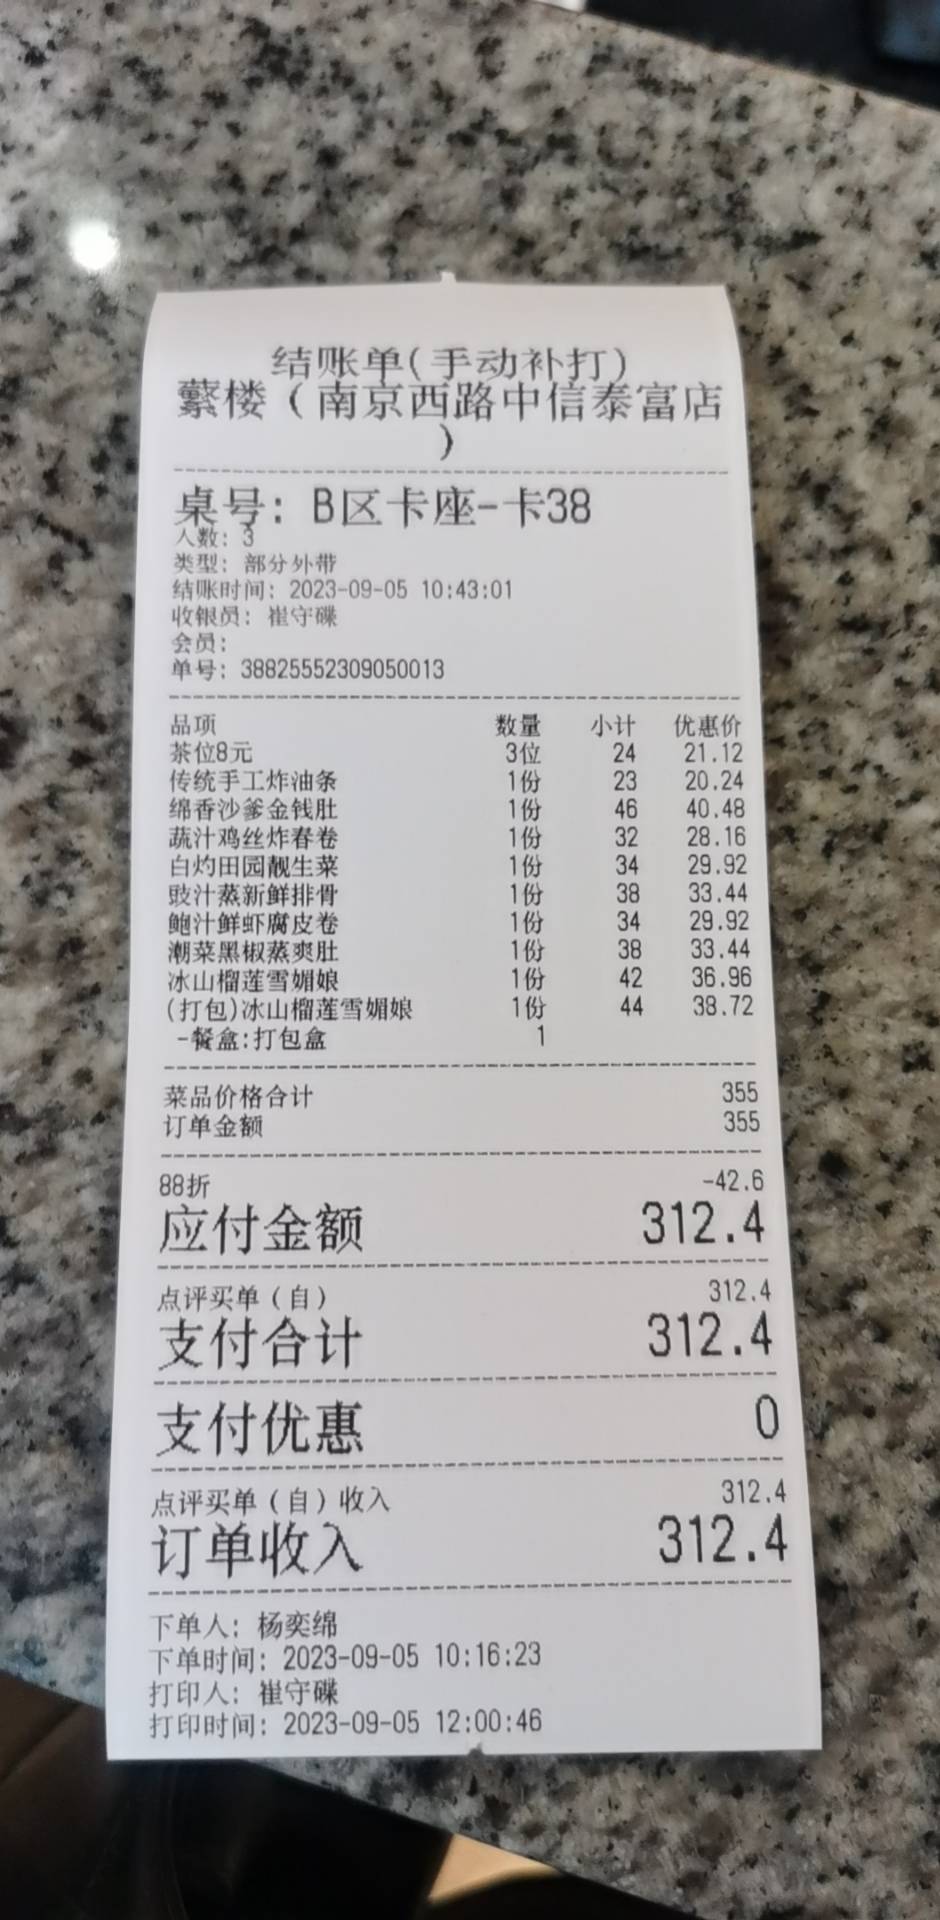 结账单(手动补打)
蘩楼（南京西路中信泰富店
）
桌号: B区卡座-卡38
人数: 3
类型: 部分外带
结账时间: 2023-09-05 10:43:01
收银员: 崔守碟
会员:
单号: 388255552309050013
品项 数量 小计 优惠价
茶位8元 3位 24 21.12
传统手工炸油条 1份 23 20.24
绵香沙爹金钱肚 1份 46 40.48
蔬汁鸡丝炸春卷 1份 32 28.16
白灼田园靓生菜 1份 34 29.92
豉汁蒸新鲜排骨 1份 38 33.44
鲍汁鲜虾腐皮卷 1份 34 29.92
潮菜黑椒蒸爽肚 1份 38 33.44
冰山榴莲雪媚娘 1份 42 36.96
(打包)冰山榴莲雪媚娘 1份 44 38.72
-餐盒:打包盒 1
菜品价格合计 355
订单金额 355
88折 -42.6
应付金额 312.4
点评买单（自） 312.4
支付合计 312.4
支付优惠 0
点评买单（自）收入 312.4
订单收入 312.4
下单人: 杨奕绵
下单时间: 2023-09-05 10:16:23
打印人: 崔守碟
打印时间: 2023-09-05 12:00:46